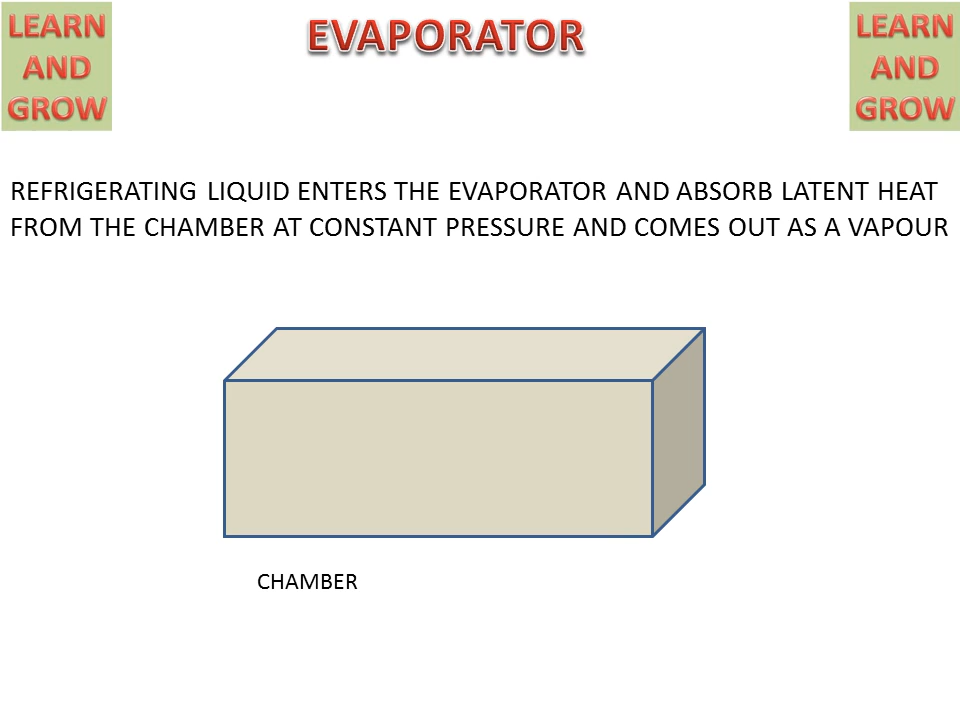 LEARN
AND
GROW
EVAPORATOR
LEARN
AND
GROW
REFRIGERATING LIQUID ENTERS THE EVAPORATOR AND ABSORB LATENT HEAT
FROM THE CHAMBER AT CONSTANT PRESSURE AND COMES OUT AS A VAPOUR
CHAMBER